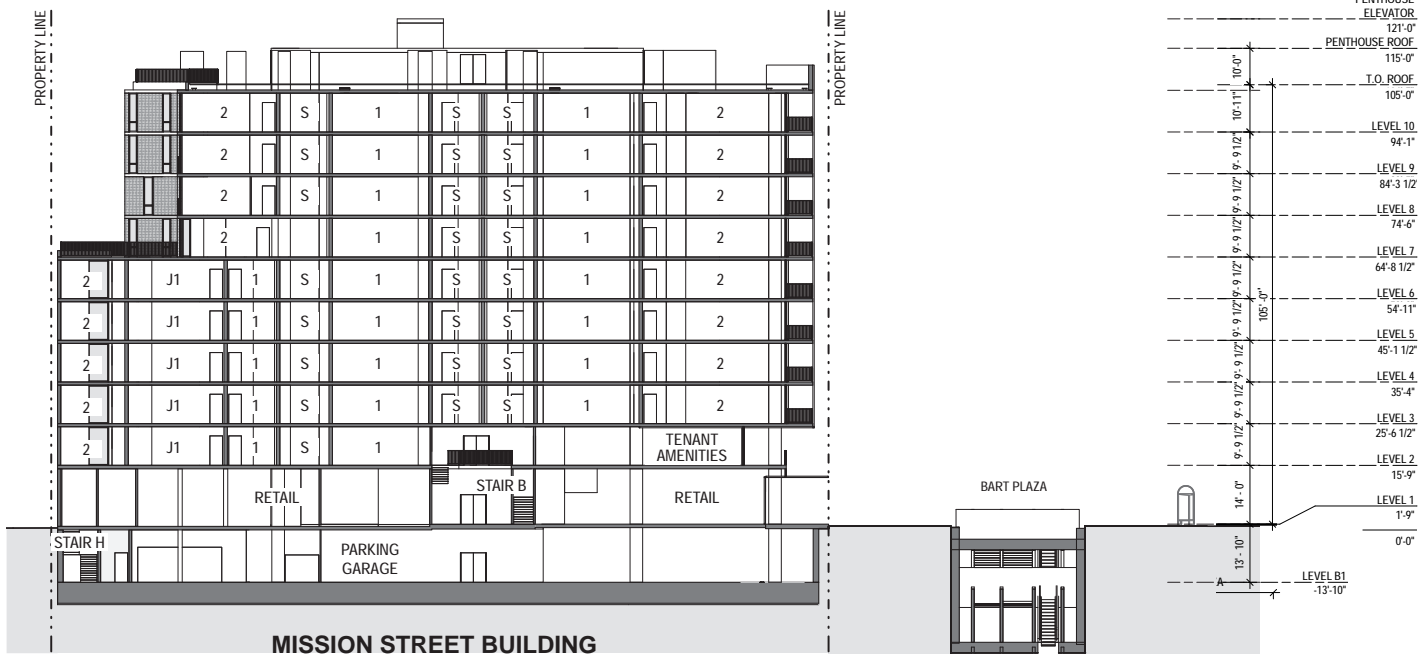 PROPERTY LINE
PROPERTY LINE
2 S 1 S S 1 2
2 S 1 S S 1 2
2 S 1 S S 1 2
2 S 1 S S 1 2
2 J1 1 S 1 S S 1 2
2 J1 1 S 1 S S 1 2
2 J1 1 S 1 S S 1 2
2 J1 1 S 1 S S 1 2
2 J1 1 S 1
TENANT
AMENITIES
RETAIL
STAIR B
RETAIL
STAIR H
PARKING
GARAGE
MISSION STREET BUILDING
BART PLAZA
10'-0"
10'-11"
9'- 9 1/2"
9'- 9 1/2"
9'- 9 1/2"
9'- 9 1/2"
9'- 9 1/2"
9'- 9 1/2"
9'- 9 1/2"
9'- 9 1/2"
14' - 0"
13' - 10"
105' -0"
A
PENTHOUSE
ELEVATOR
121'-0"
PENTHOUSE ROOF
115'-0"
T.O. ROOF
105'-0"
LEVEL 10
94'-1"
LEVEL 9
84'-3 1/2'
LEVEL 8
74'-6"
LEVEL 7
64'-8 1/2"
LEVEL 6
54'-11"
LEVEL 5
45'-1 1/2"
LEVEL 4
35'-4"
LEVEL 3
25'-6 1/2"
LEVEL 2
15'-9"
LEVEL 1
1'-9"
0'-0"
LEVEL B1
-13'-10"